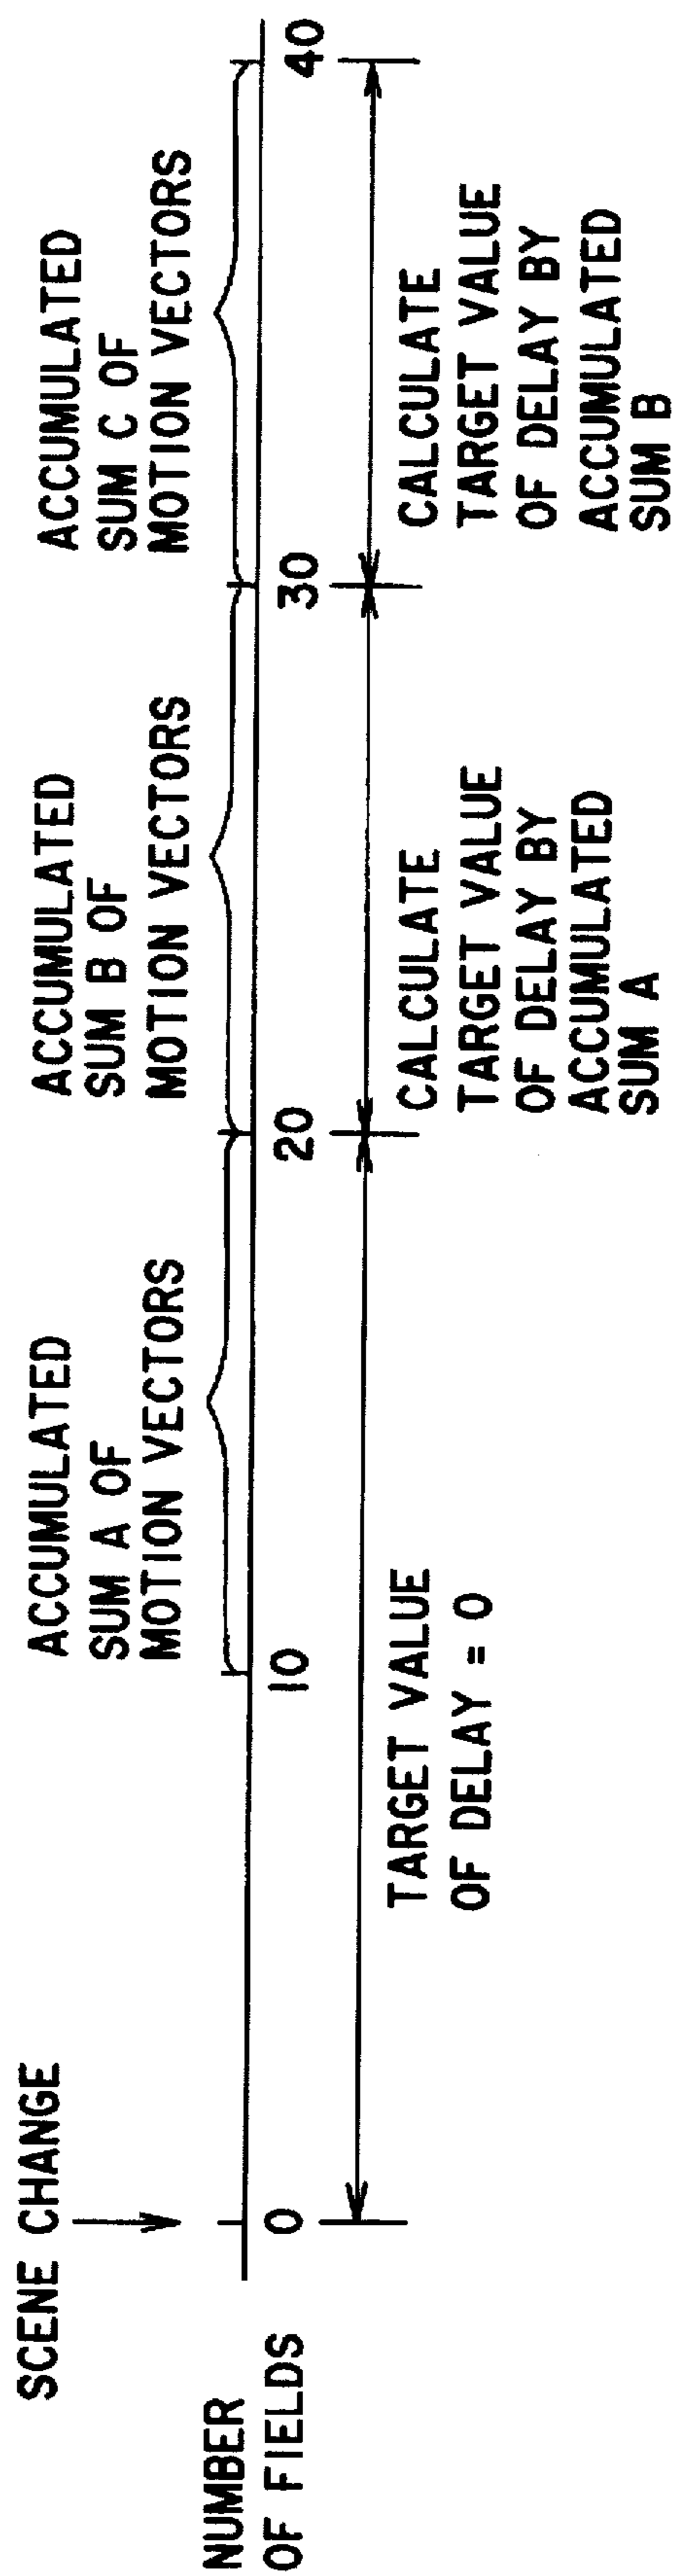 SCENE CHANGE
ACCUMULATED
SUM A OF
MOTION VECTORS
ACCUMULATED
SUM B OF
MOTION VECTORS
ACCUMULATED
SUM C OF
MOTION VECTORS
NUMBER
OF FIELDS
0
10
20
30
40
TARGET VALUE
OF DELAY = 0
CALCULATE
TARGET VALUE
OF DELAY BY
ACCUMULATED
SUM A
CALCULATE
TARGET VALUE
OF DELAY BY
ACCUMULATED
SUM B